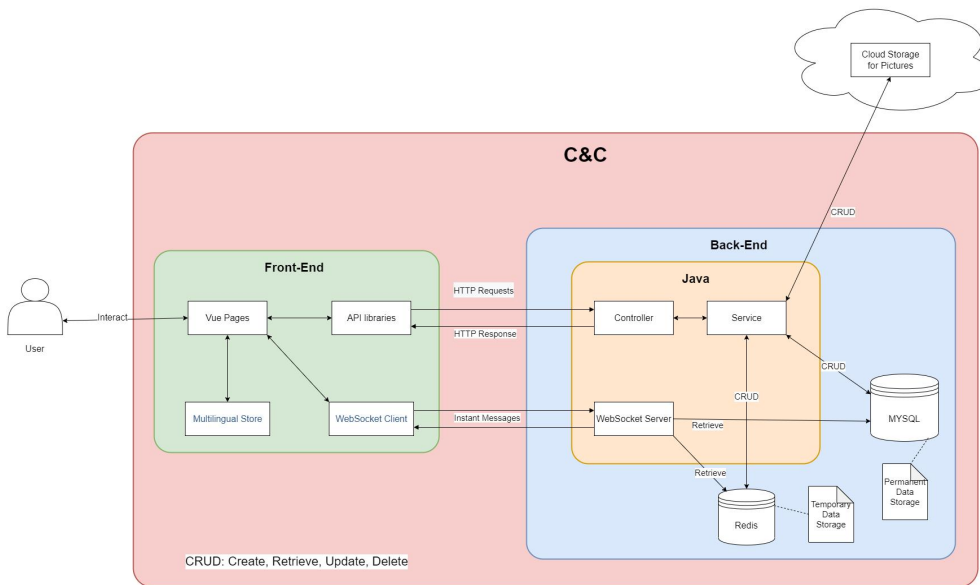 Cloud Storage
for Pictures
C&C
CRUD
Back-End
Front-End
Java
HTTP Requests
Interact
Vue Pages
API libraries
Controller
Service
HTTP Response
User
CRUD
CRUD
Multilingual Store
WebSocket Client
Instant Messages
WebSocket Server
Retrieve
MYSQL
Retrieve
Permanent
Data
Storage
Temporary
Data
Storage
Redis
CRUD: Create, Retrieve, Update, Delete